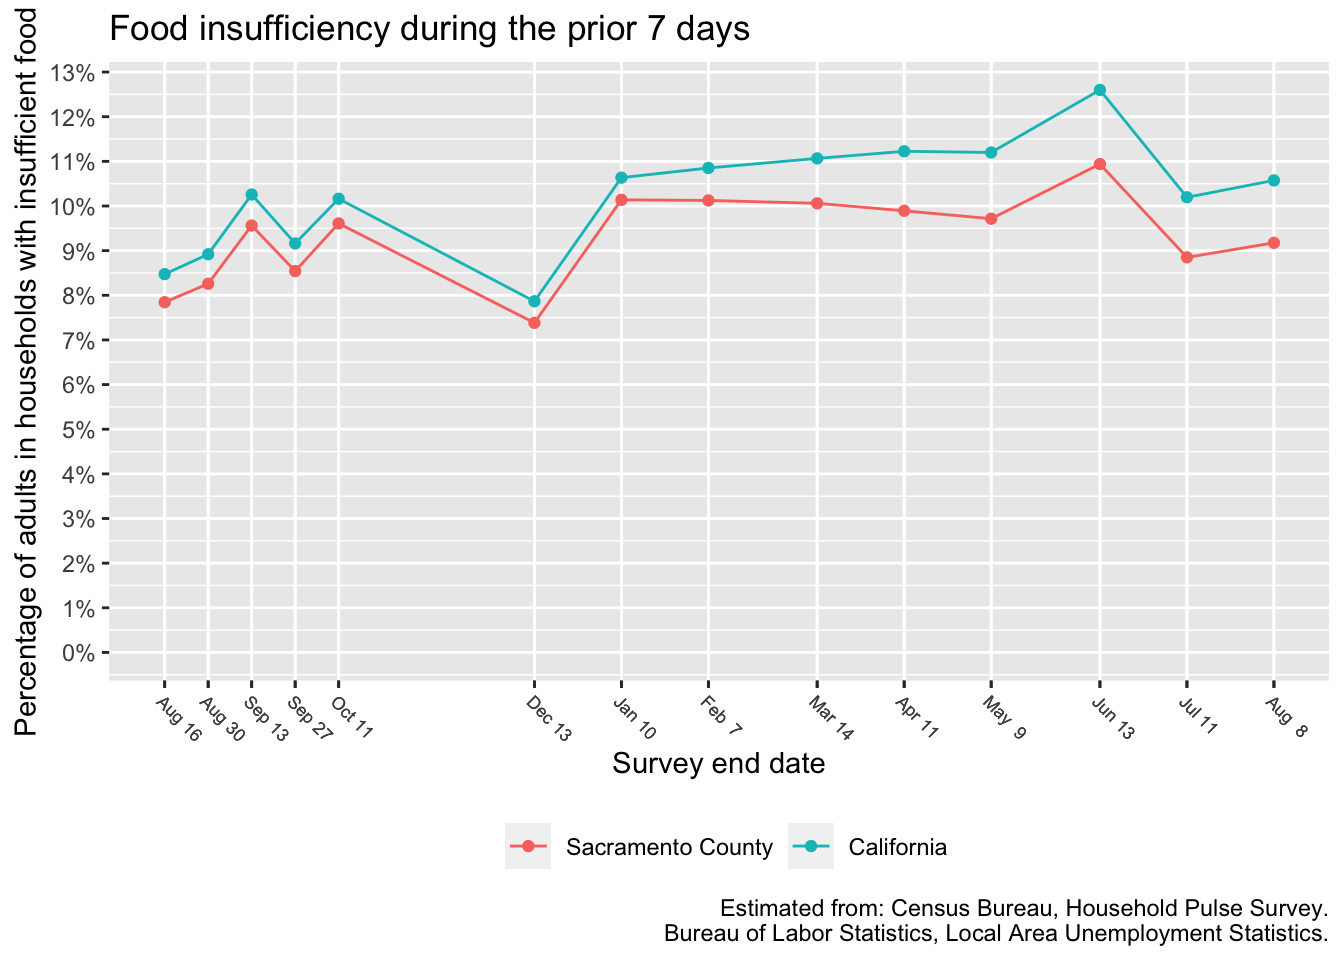 Food insufficiency during the prior 7 days
Percentage of adults in households with insufficient food
13%
12%
11%
10%
9%
8%
7%
6%
5%
4%
3%
2%
1%
0%
Aug 16
Aug 30
Sep 13
Sep 27
Oct 11
Dec 13
Jan 10
Feb 7
Mar 14
Apr 11
May 9
Jun 13
Jul 11
Aug 8
Survey end date
Sacramento County
California
Estimated from: Census Bureau, Household Pulse Survey.
Bureau of Labor Statistics, Local Area Unemployment Statistics.